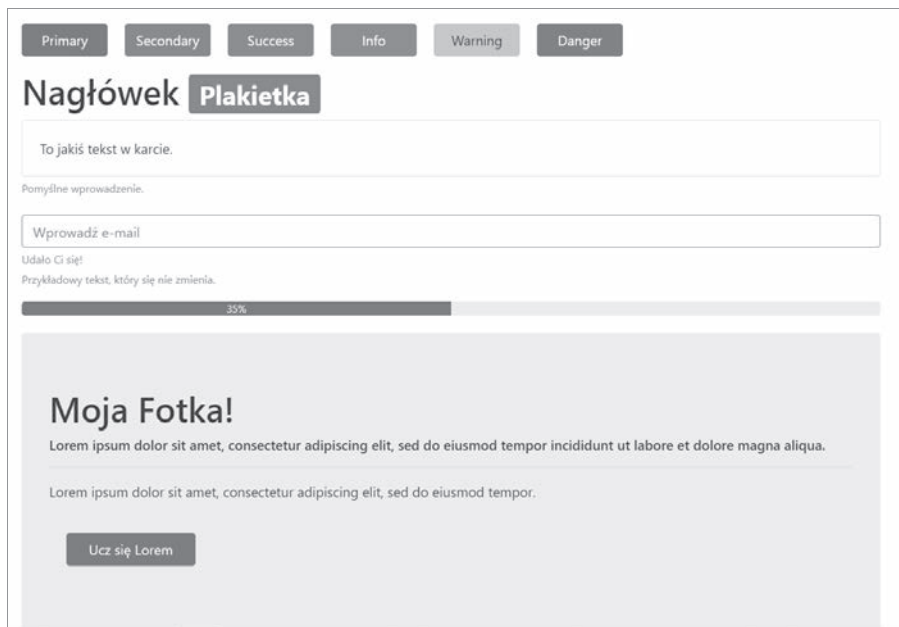 Primary Secondary Success Info Warning Danger
Nagłówek Plakietka
To jakiś tekst w karcie.
Pomyślne wprowadzenie.
Wprowadź e-mail
Udało Ci się!
Przykładowy tekst, który się nie zmienia.
35%
Moja Fotka!
Lorem ipsum dolor sit amet, consectetur adipiscing elit, sed do eiusmod tempor incididunt ut labore et dolore magna aliqua.
Lorem ipsum dolor sit amet, consectetur adipiscing elit, sed do eiusmod tempor.
Ucz się Lorem